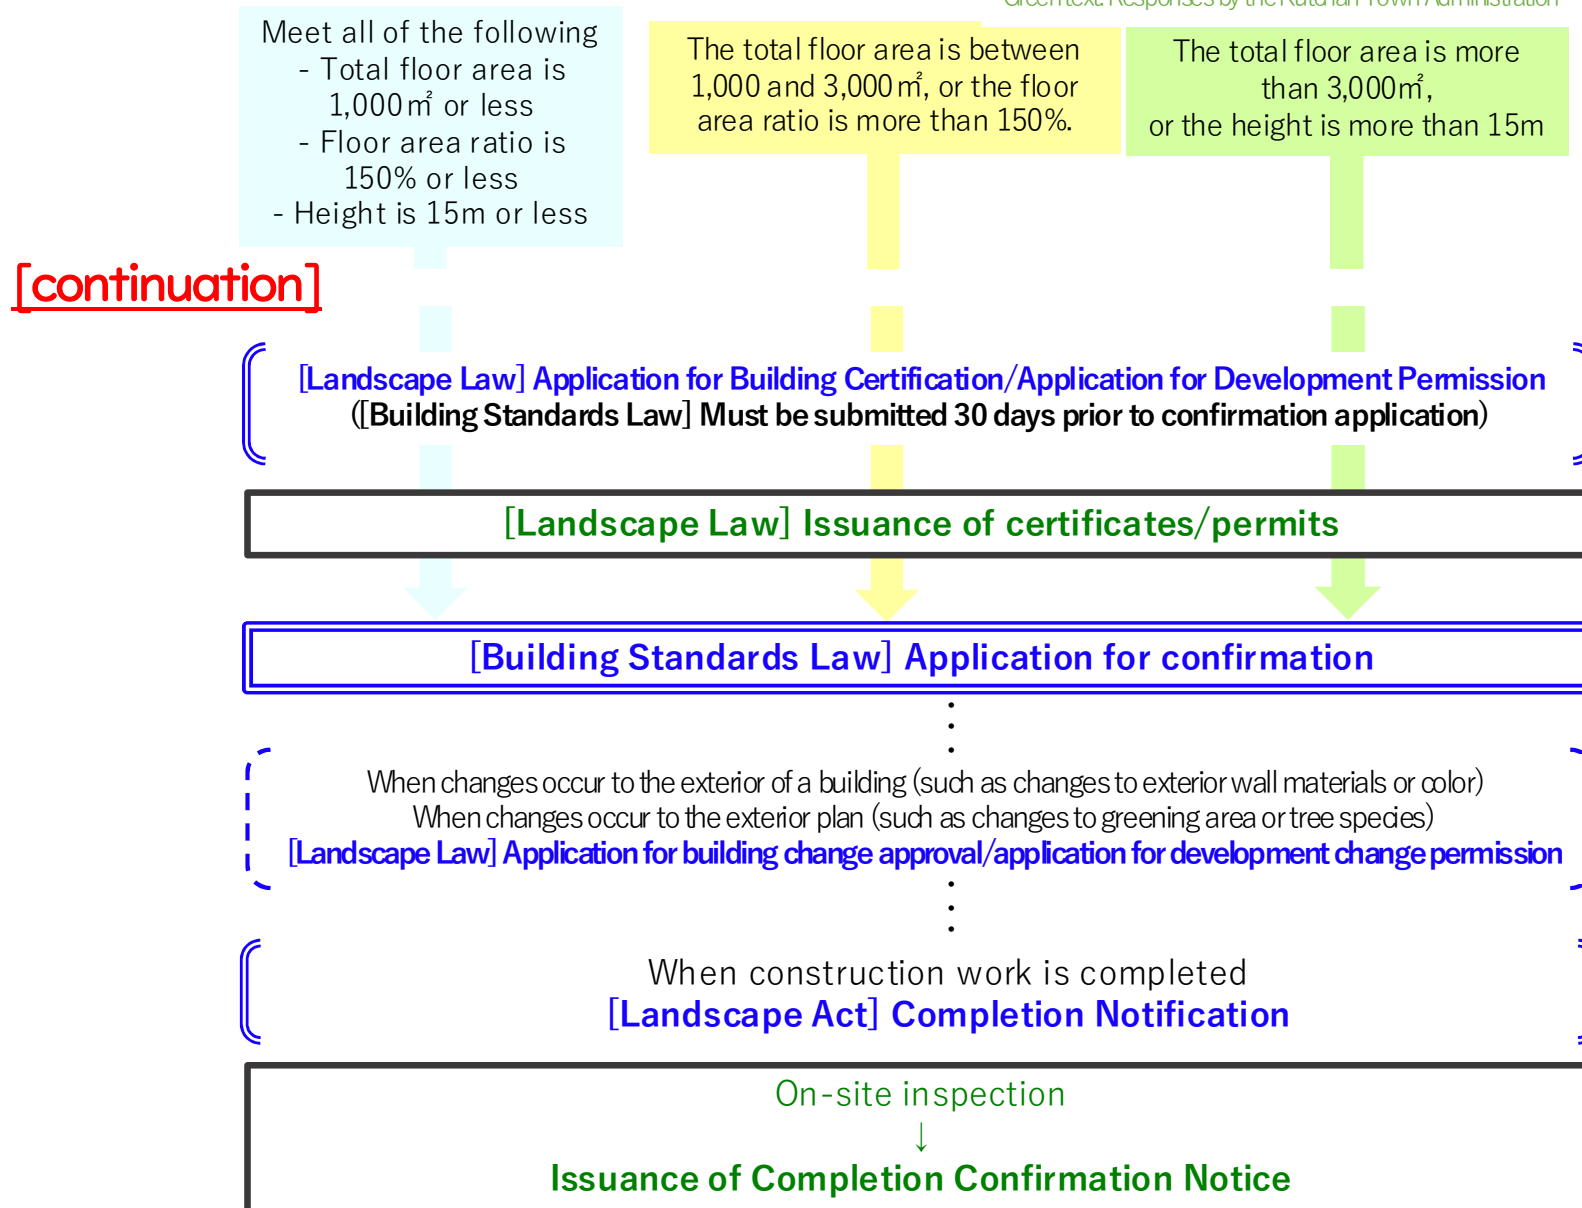 Green text: Responses by the Kutchan Town Administration
Meet all of the following
- Total floor area is
1,000㎡ or less
- Floor area ratio is
150% or less
- Height is 15m or less
The total floor area is between
1,000 and 3,000㎡, or the floor
area ratio is more than 150%.
The total floor area is more
than 3,000㎡,
or the height is more than 15m
[continuation]
[Landscape Law] Application for Building Certification/Application for Development Permission
([Building Standards Law] Must be submitted 30 days prior to confirmation application)
[Landscape Law] Issuance of certificates/permits
[Building Standards Law] Application for confirmation
When changes occur to the exterior of a building (such as changes to exterior wall materials or color)
When changes occur to the exterior plan (such as changes to greening area or tree species)
[Landscape Law] Application for building change approval/application for development change permission
When construction work is completed
[Landscape Act] Completion Notification
On-site inspection
↓
Issuance of Completion Confirmation Notice